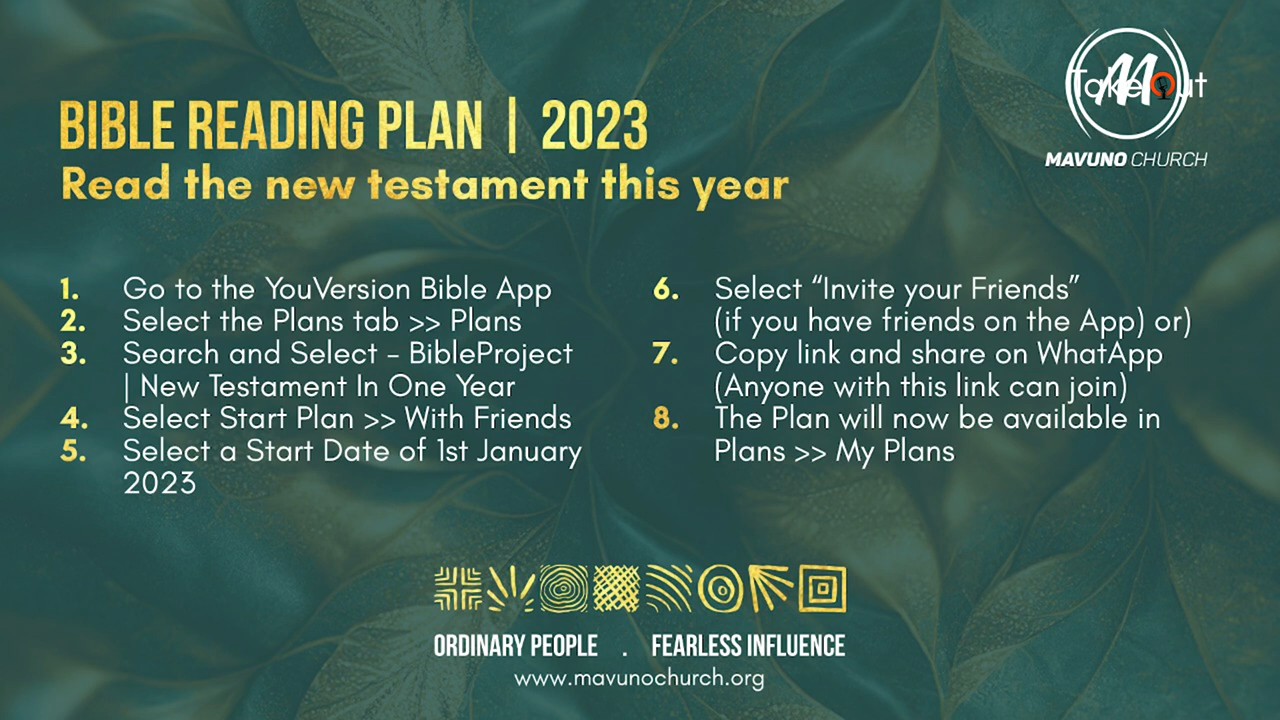 BIBLE READING PLAN | 2023
Read the new testament this year
TakeOut
M
MAVUNO CHURCH
1. Go to the YouVersion Bible App
2. Select the Plans tab >> Plans
3. Search and Select - BibleProject
| New Testament In One Year
4. Select Start Plan >> With Friends
5. Select a Start Date of 1st January
2023
6. Select “Invite your Friends”
(if you have friends on the App) or)
7. Copy link and share on WhatApp
(Anyone with this link can join)
8. The Plan will now be available in
Plans >> My Plans
ORDINARY PEOPLE . FEARLESS INFLUENCE
www.mavunochurch.org